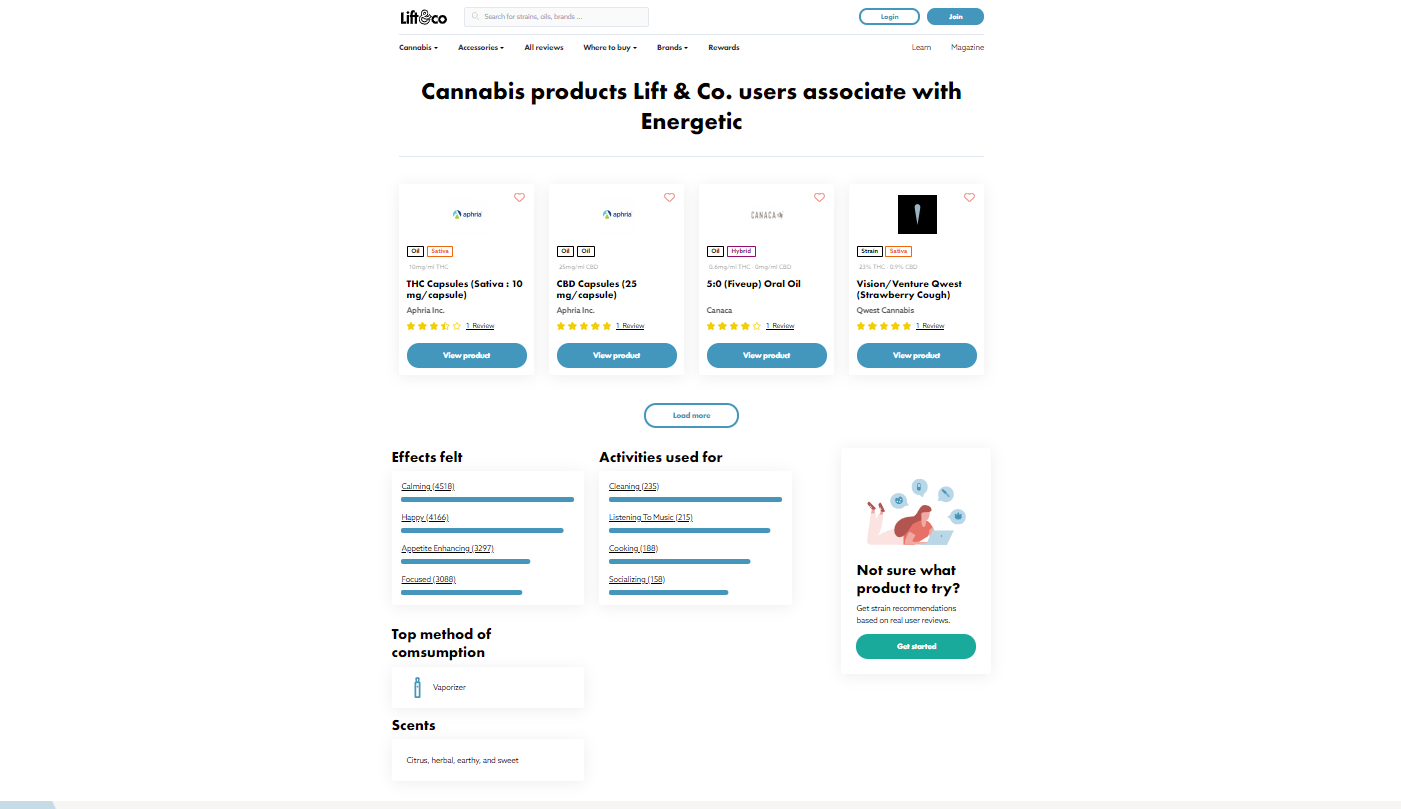 Lift&co
Search for strains, oils, brands ...
Login
Join
Cannabis
Accessories
All reviews
Where to buy
Brands
Rewards
Learn
Magazine
Cannabis products Lift & Co. users associate with
Energetic
aphria
Oil
Sativa
10mg/ml THC
THC Capsules (Sativa : 10
mg/capsule)
Aphria Inc.
1 Review
View product
aphria
Oil
Oil
25mg/ml CBD
CBD Capsules (25
mg/capsule)
Aphria Inc.
1 Review
View product
CANACA
Oil
Hybrid
0.6mg/ml THC - 0mg/ml CBD
5:0 (Fiveup) Oral Oil
Canaca
1 Review
View product
Strain
Sativa
23% THC - 0.9% CBD
Vision/Venture Qwest
(Strawberry Cough)
Qwest Cannabis
1 Review
View product
Load more
Effects felt
Calming (4518)
Happy (4166)
Appetite Enhancing (3297)
Focused (3088)
Activities used for
Cleaning (235)
Listening To Music (215)
Cooking (188)
Socializing (158)
Not sure what
product to try?
Get strain recommendations
based on real user reviews.
Get started
Top method of
comsumption
Vaporizer
Scents
Citrus, herbal, earthy, and sweet